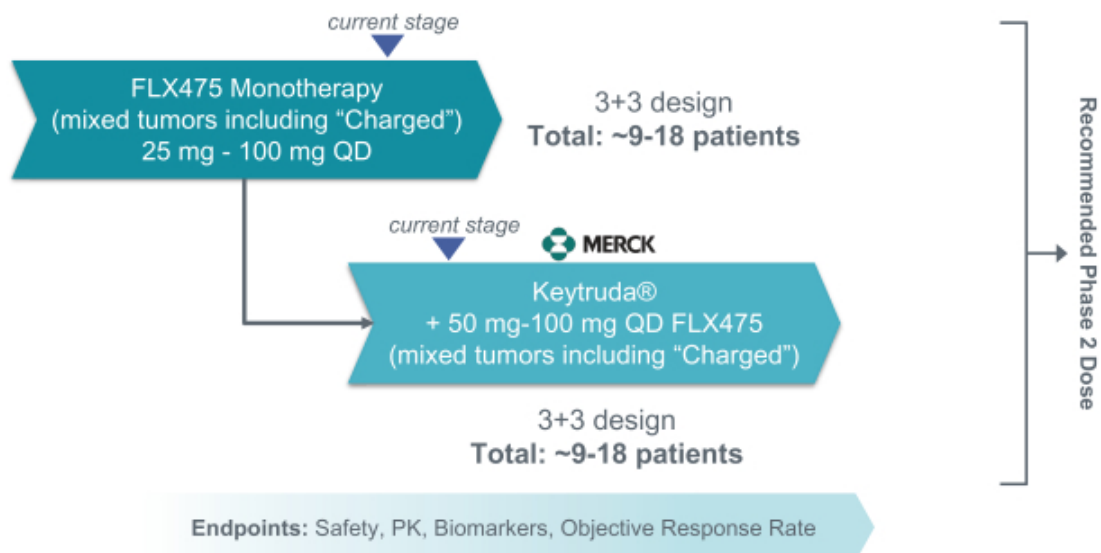 current stage
FLX475 Monotherapy
(mixed tumors including “Charged”)
25 mg - 100 mg QD
3+3 design
Total: ~9-18 patients
current stage
MERCK
Keytruda®
+ 50 mg-100 mg QD FLX475
(mixed tumors including “Charged”)
3+3 design
Total: ~9-18 patients
Recommended Phase 2 Dose
Endpoints: Safety, PK, Biomarkers, Objective Response Rate